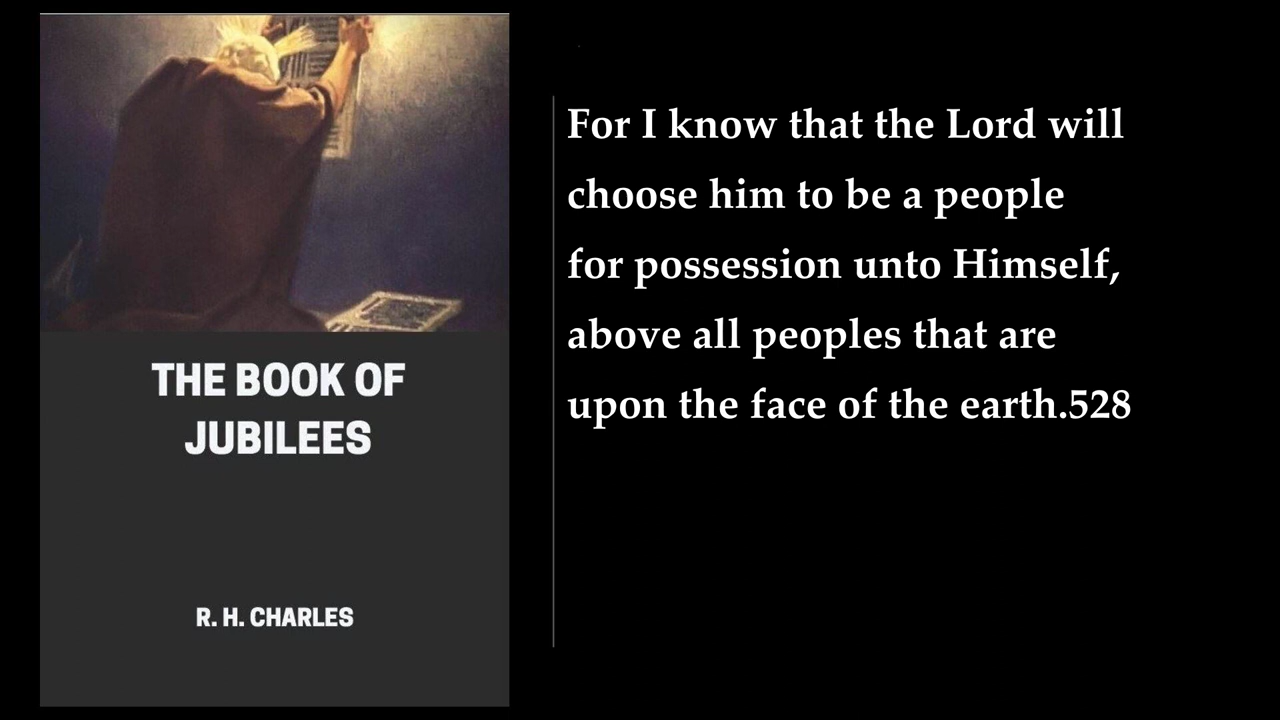 THE BOOK OF
JUBILEES
R. H. CHARLES
For I know that the Lord will
choose him to be a people
for possession unto Himself,
above all peoples that are
upon the face of the earth.528